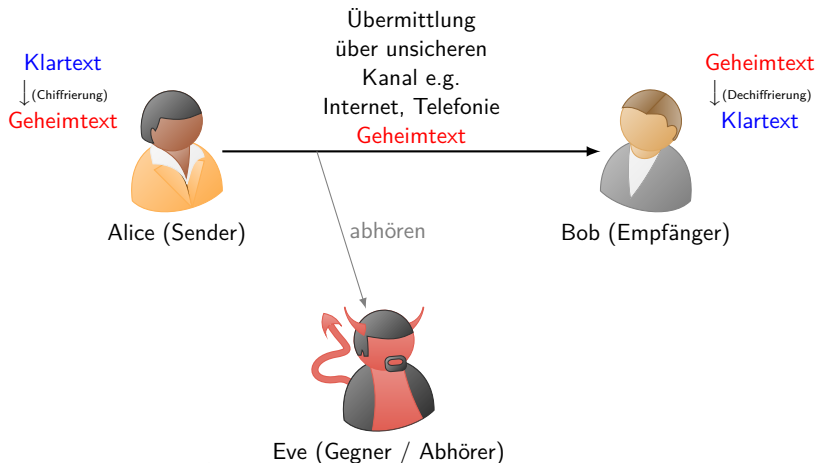 Klartext
(Chiffrierung)
Geheimtext
Übermittlung
über unsicheren
Kanal e.g.
Internet, Telefonie
Geheimtext
Geheimtext
(Dechiffrierung)
Klartext
Alice (Sender)
Bob (Empfänger)
abhören
Eve (Gegner / Abhörer)